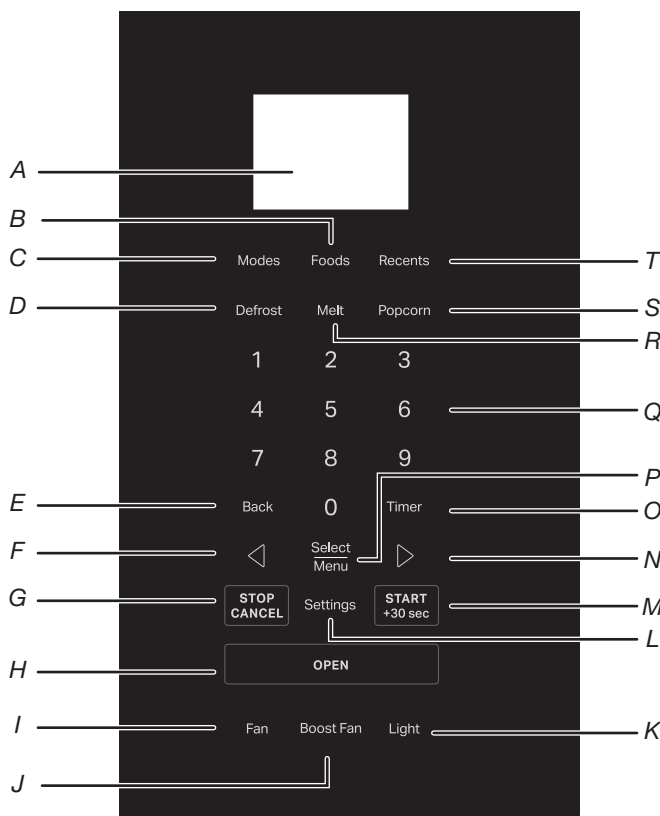 A
B
C Modes Foods Recents T
D Defrost Melt Popcorn S
R
1 2 3
4 5 6 Q
7 8 9
P
E Back 0 Timer O
F Select N
Menu
G STOP Settings START M
CANCEL +30 sec
L
H OPEN
I Fan Boost Fan Light K
J